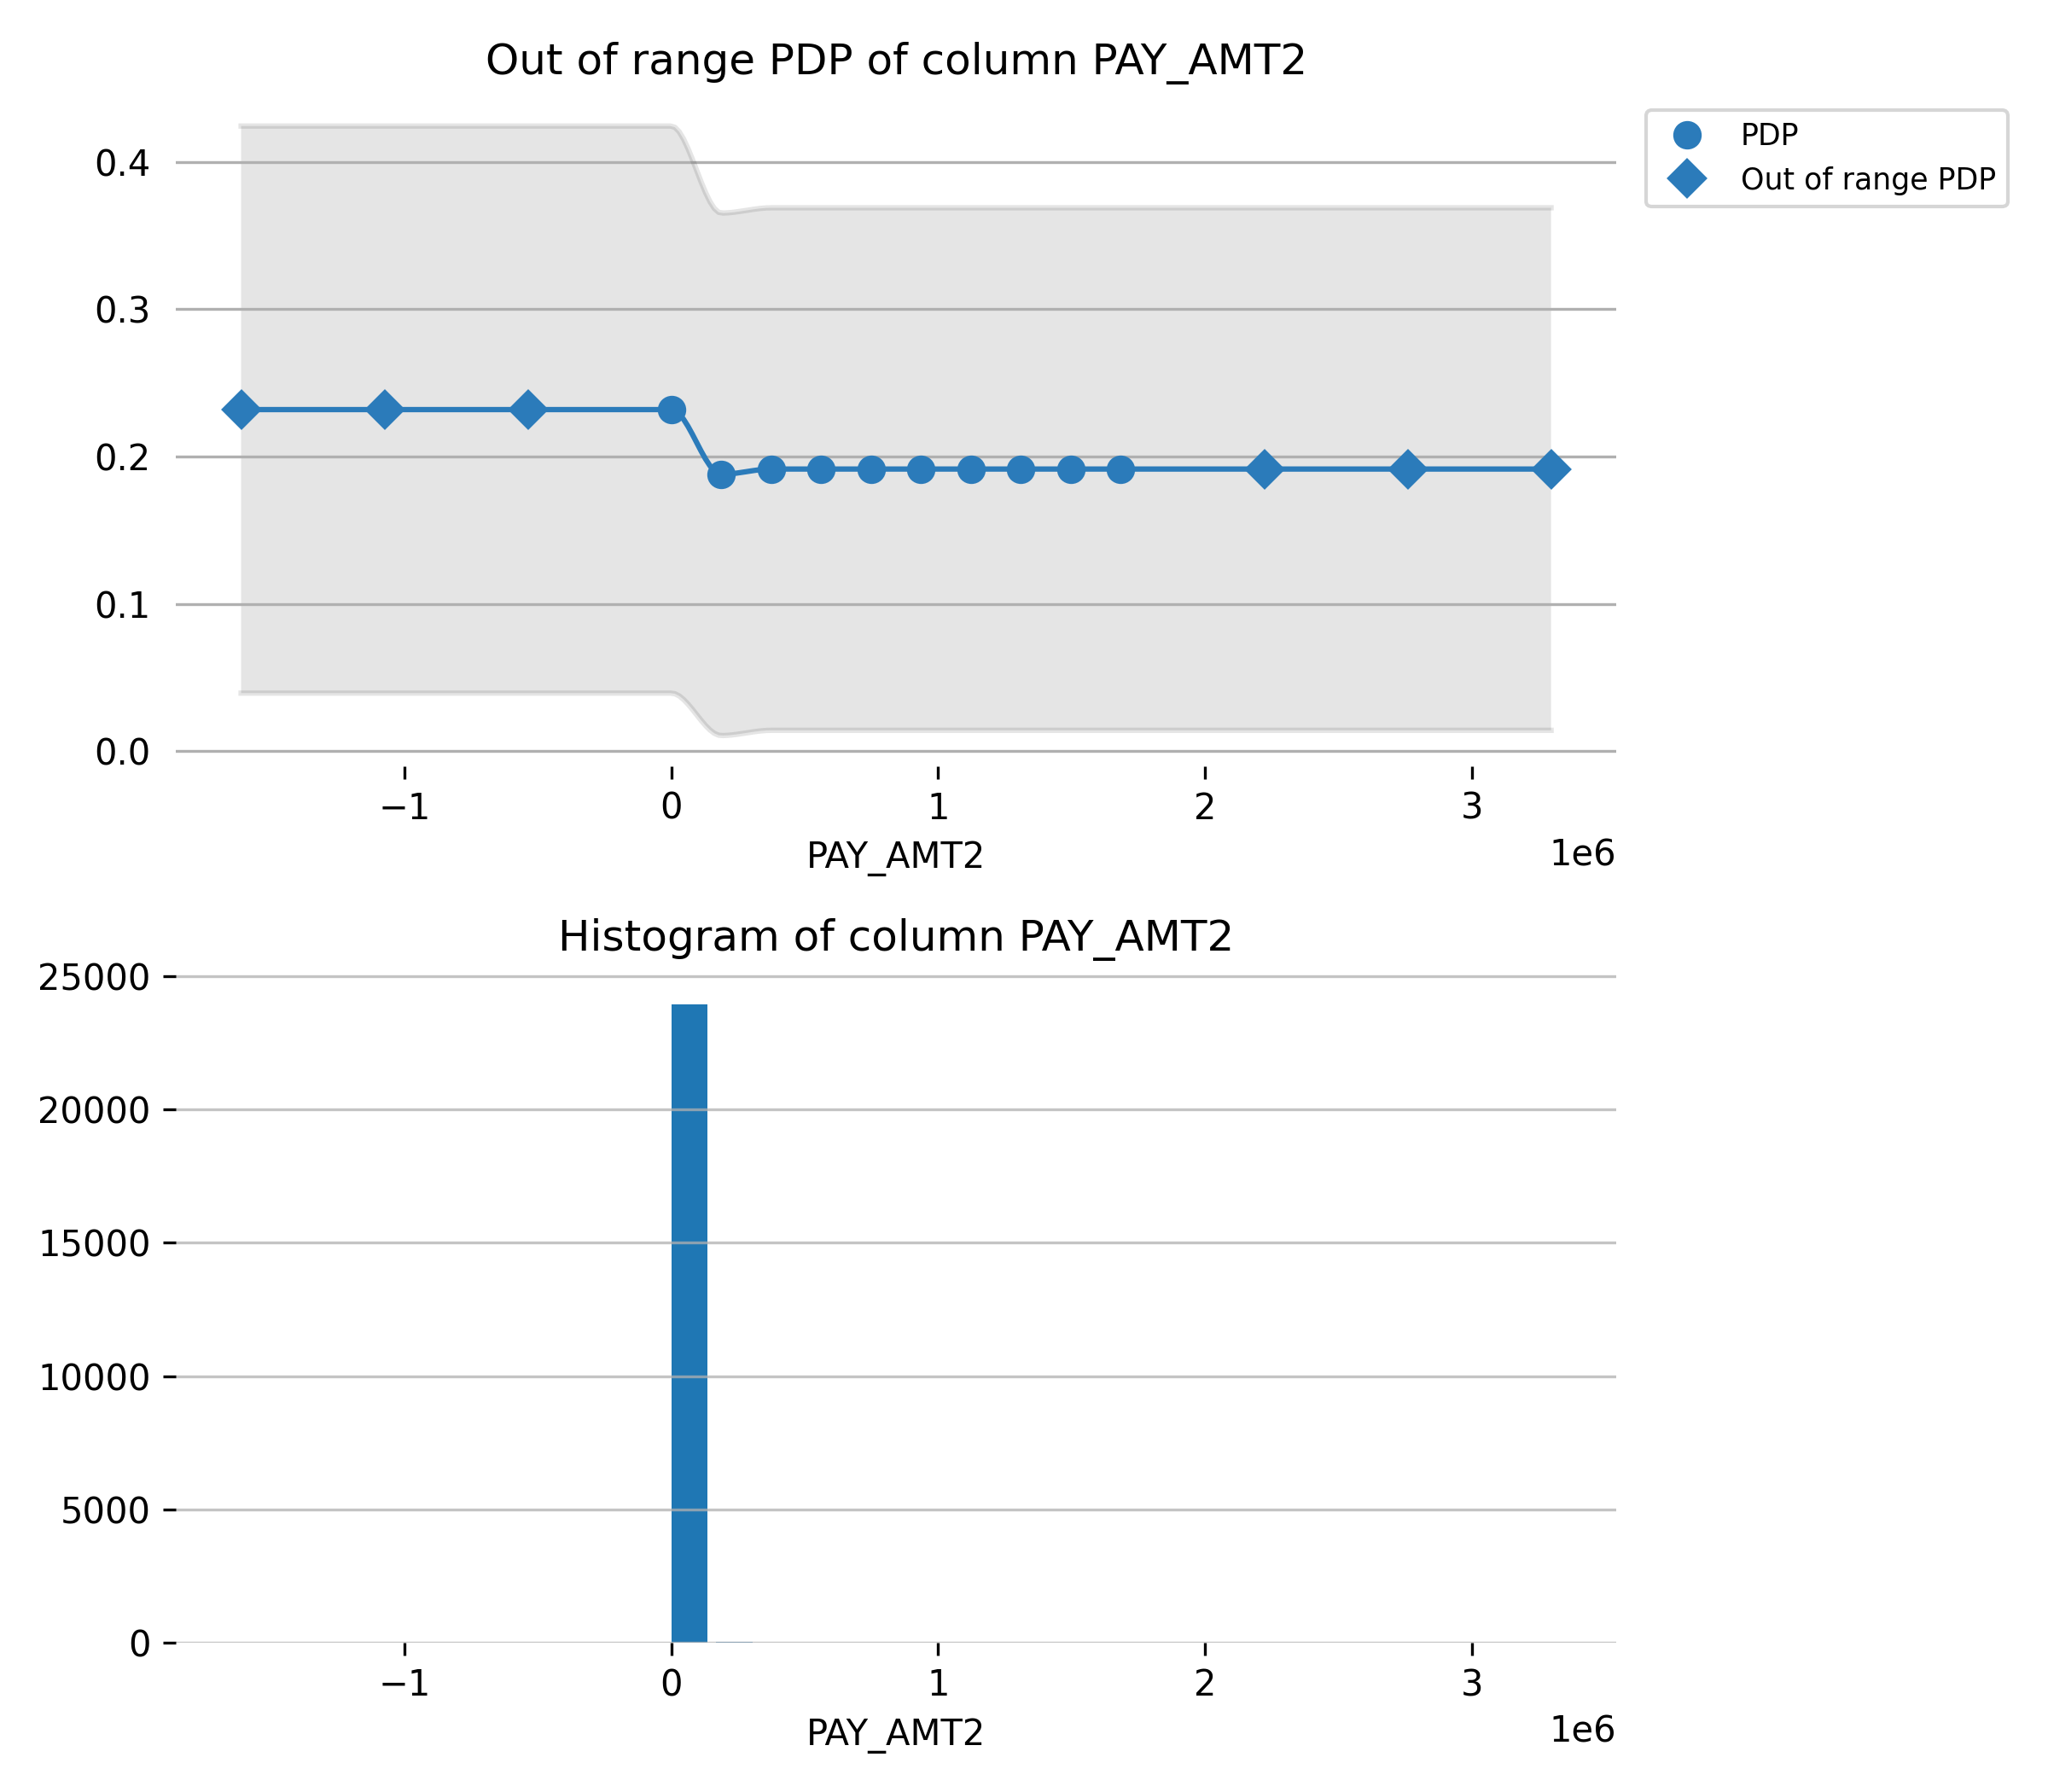 Out of range PDP of column PAY_AMT2
PDP
Out of range PDP
0.4
0.3
0.2
0.1
0.0
−1 0 1 2 3
PAY_AMT2
1e6
Histogram of column PAY_AMT2
25000
20000
15000
10000
5000
0
−1 0 1 2 3
PAY_AMT2
1e6